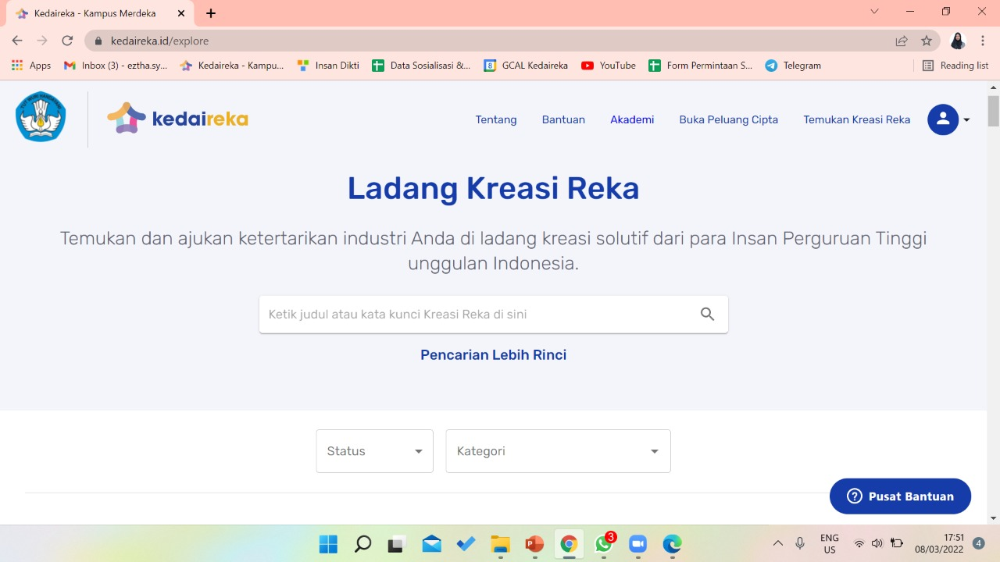 Kedaireka - Kampus Merdeka
kedaireka.id/explore
Apps
Inbox (3) - eztha.sy...
Kedaireka - Kampu...
Insan Dikti
Data Sosialisasi &...
8
GCAL Kedaireka
YouTube
Form Permintaan S...
Telegram
Reading list
TUT WURI HANDAYANI
kedaireka
Tentang
Bantuan
Akademi
Buka Peluang Cipta
Temukan Kreasi Reka
Ladang Kreasi Reka
Temukan dan ajukan ketertarikan industri Anda di ladang kreasi solutif dari para Insan Perguruan Tinggi
unggulan Indonesia.
Ketik judul atau kata kunci Kreasi Reka di sini
Pencarian Lebih Rinci
Status
Kategori
Pusat Bantuan
3
ENG
US
17:51
08/03/2022
4